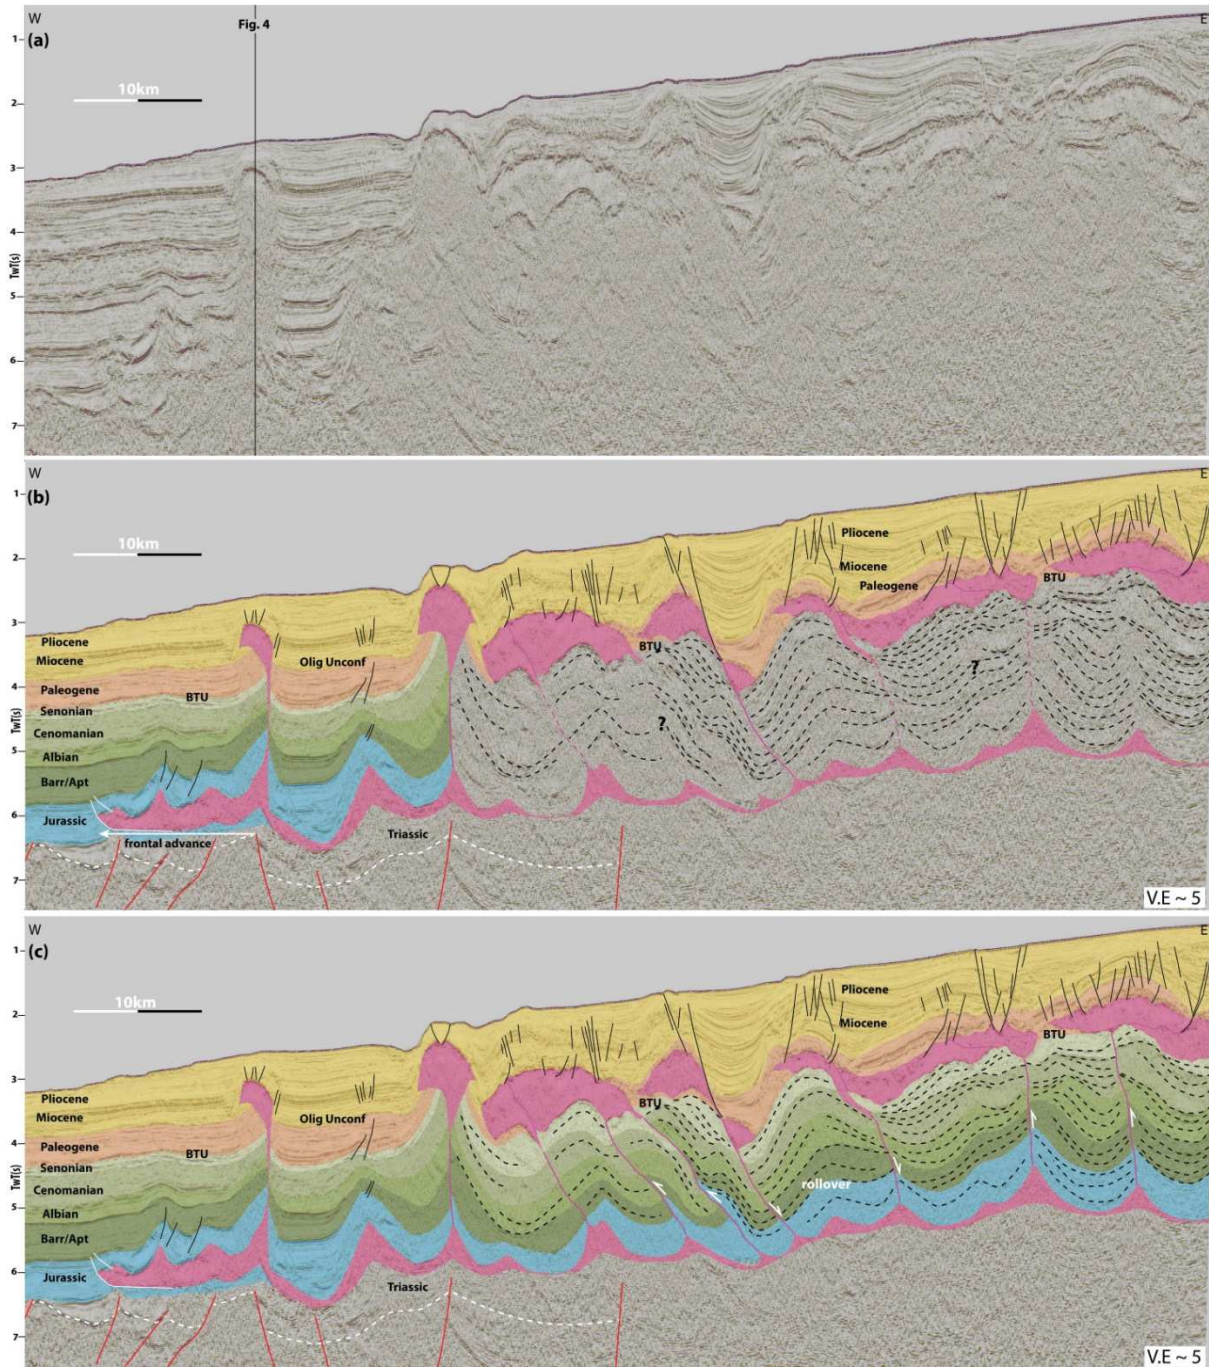 W
Fig. 4
E
(a)
1
10km
2
3
4
TwT(s)
5
6
7
W
E
(b)
1
10km
Pliocene
2
Miocene
Paleogene
BTU
3
Pliocene
Miocene
Olig Unconf
BTU
?
Paleogene
BTU
4
Senonian
TwT(s)
Cenomanian
?
5
Albian
Barr/Apt
6
Jurassic
Triassic
frontal advance
7
V.E ~ 5
W
E
(c)
1
10km
Pliocene
2
Miocene
BTU
3
Pliocene
Miocene
Olig Unconf
BTU
4
Paleogene
BTU
Senonian
TwT(s)
Cenomanian
rollover
5
Albian
Barr/Apt
6
Jurassic
Triassic
7
V.E ~ 5